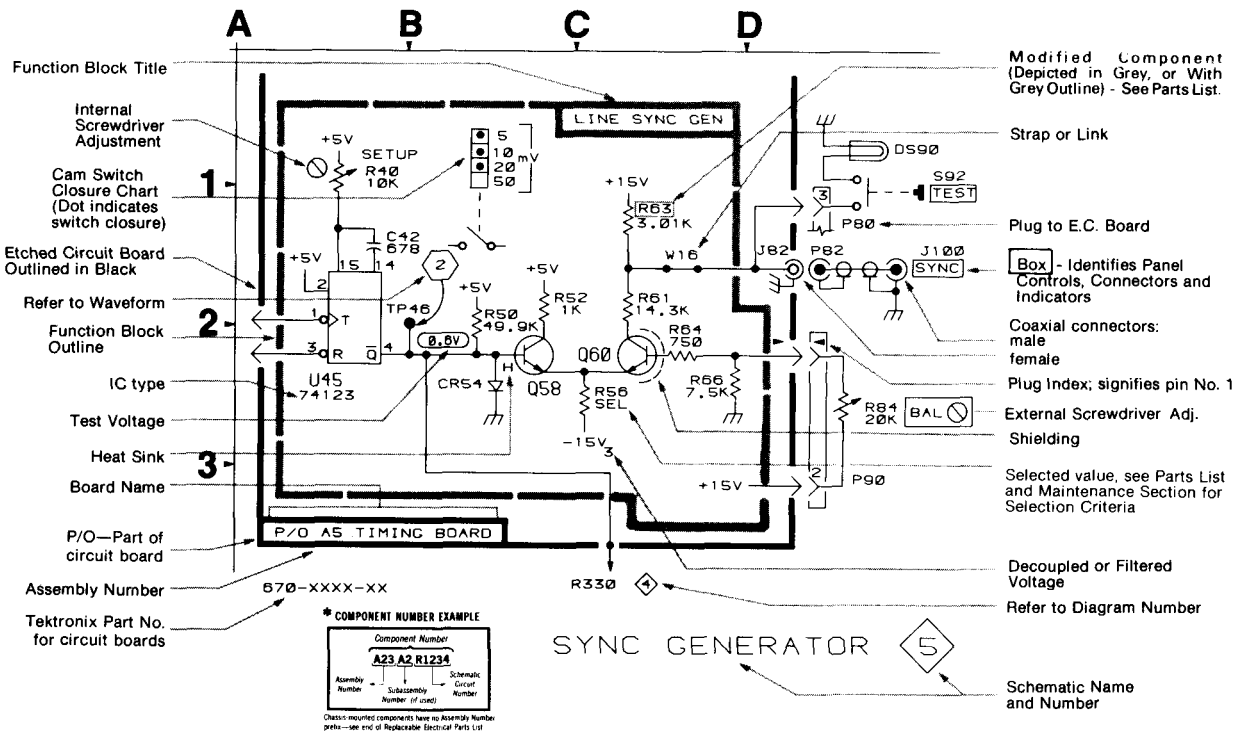 A
B
C
D
1
2
3
Function Block Title
Internal
Screwdriver
Adjustment
Cam Switch
Closure Chart
(Dot indicates
switch closure)
Etched Circuit Board
Outlined in Black
Refer to Waveform
Function Block
Outline
IC type
Test Voltage
Heat Sink
Board Name
P/O—Part of
circuit board
Assembly Number
Tektronix Part No.
for circuit boards
LINE SYNC GEN
+5V
SETUP
R40
10K
5
10
20
50
mV
C42
678
+5V
15
14
2
1
T
3
R
Q
4
U45
74123
2
TP46
0.6V
+5V
R50
49.9K
CR54
H
+5V
R52
1K
Q58
Q60
R56
SEL
-15V
3
+15V
R63
3.01K
W16
R61
14.3K
R64
750
R66
7.5K
+15V
DS90
S92
TEST
3
P80
J82
P82
J100
SYNC
1
R84
20K
BAL
2
P90
P/O A5 TIMING BOARD
670-XXXX-XX
R330
4
SYNC GENERATOR
5
Modified Component
(Depicted in Grey, or With
Grey Outline) - See Parts List.
Strap or Link
Plug to E.C. Board
Box - Identifies Panel
Controls, Connectors and
Indicators
Coaxial connectors:
male
female
Plug Index; signifies pin No. 1
External Screwdriver Adj.
Shielding
Selected value, see Parts List
and Maintenance Section for
Selection Criteria
Decoupled or Filtered
Voltage
Refer to Diagram Number
Schematic Name
and Number
* COMPONENT NUMBER EXAMPLE
Component Number
A23 A2 R1234
Assembly
Number
Subassembly
Number (if used)
Schematic
Circuit
Number
Chassis-mounted components have no Assembly Number
prefix—see end of Replaceable Electrical Parts List